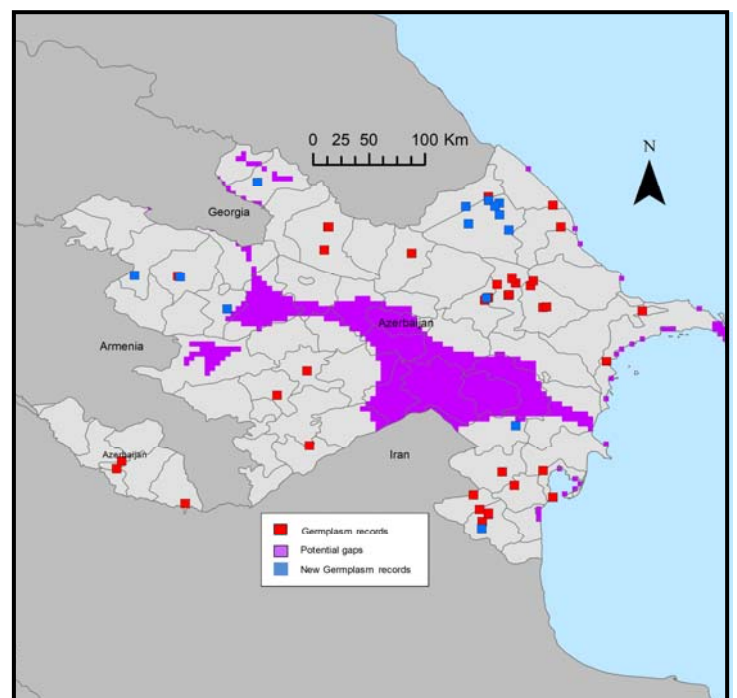 0 25 50 100 Km
N
Georgia
Azerbaijan
Armenia
Azerbaijan
Iran
Germplasm records
Potential gaps
New Germplasm records